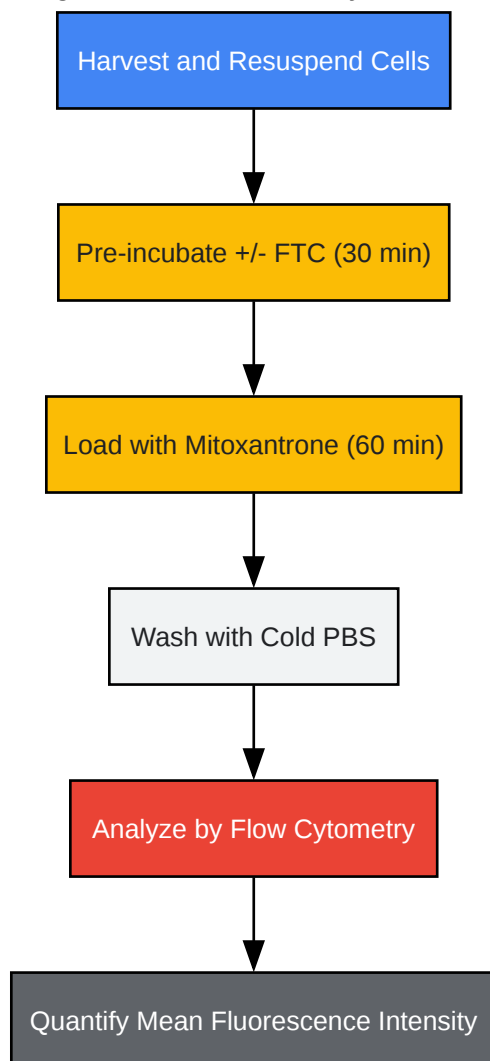 Harvest and Resuspend Cells
Pre-incubate +/- FTC (30 min)
Load with Mitoxantrone (60 min)
Wash with Cold PBS
Analyze by Flow Cytometry
Quantify Mean Fluorescence Intensity